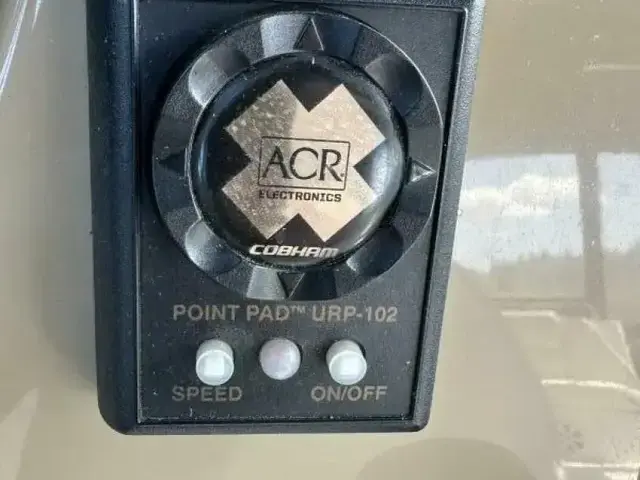 ACR
ELECTRONICS
COBHAM
POINT PAD™ URP-102
SPEED ON/OFF